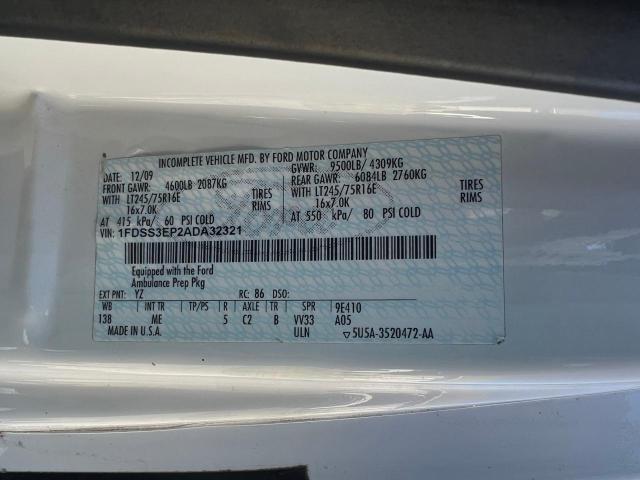 INCOMPLETE VEHICLE MFD. BY FORD MOTOR COMPANY
DATE: 12/09 GVWR: 9500LB/ 4309KG
FRONT GAWR: 4600LB 2087KG REAR GAWR: 6084LB 2760KG
WITH TIRES WITH TIRES
LT245/75R16E RIMS LT245/75R16E RIMS
16x7.0K 16x7.0K
AT 415 kPa/ 60 PSI COLD AT 550 kPa/ 80 PSI COLD
VIN: 1FDSS3EP2ADA32321
Equipped with the Ford
Ambulance Prep Pkg
EXT PNT: YZ RC: 86 DSO:
WB INT TR TP/PS R AXLE TR SPR 9E410
138 ME 5 C2 B VV33 A05
MADE IN U.S.A. ULN ▽5U5A-3520472-AA